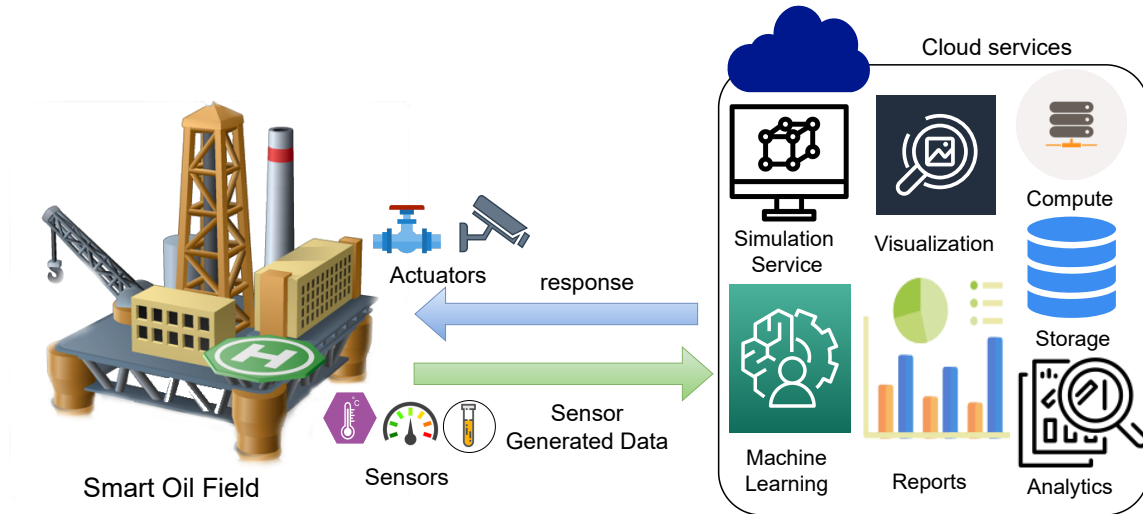 Cloud services
Compute
Simulation
Service
Visualization
Actuators
response
Storage
°C
H
Sensor
Generated Data
Sensors
Machine
Learning
Reports
Analytics
Smart Oil Field